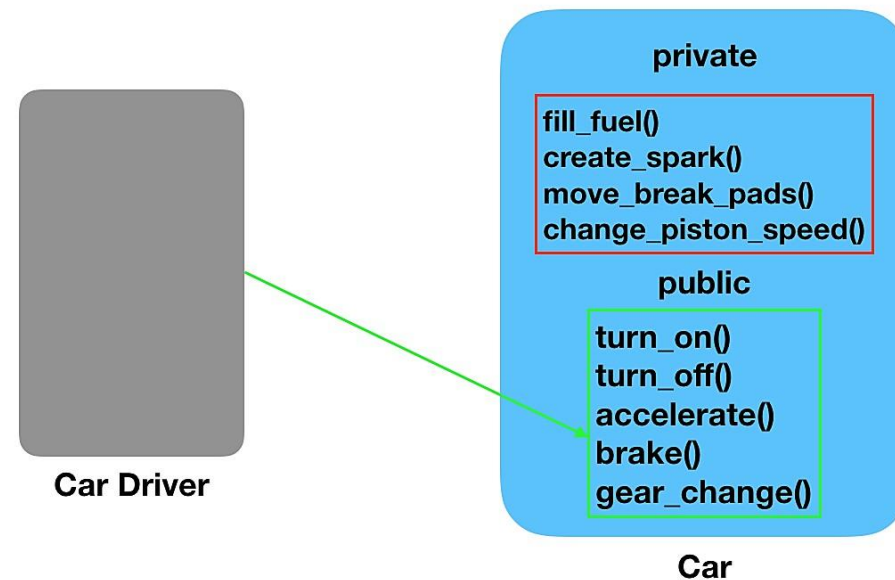 private
fill_fuel()
create_spark()
move_break_pads()
change_piston_speed()
public
turn_on()
turn_off()
accelerate()
brake()
gear_change()
Car Driver
Car